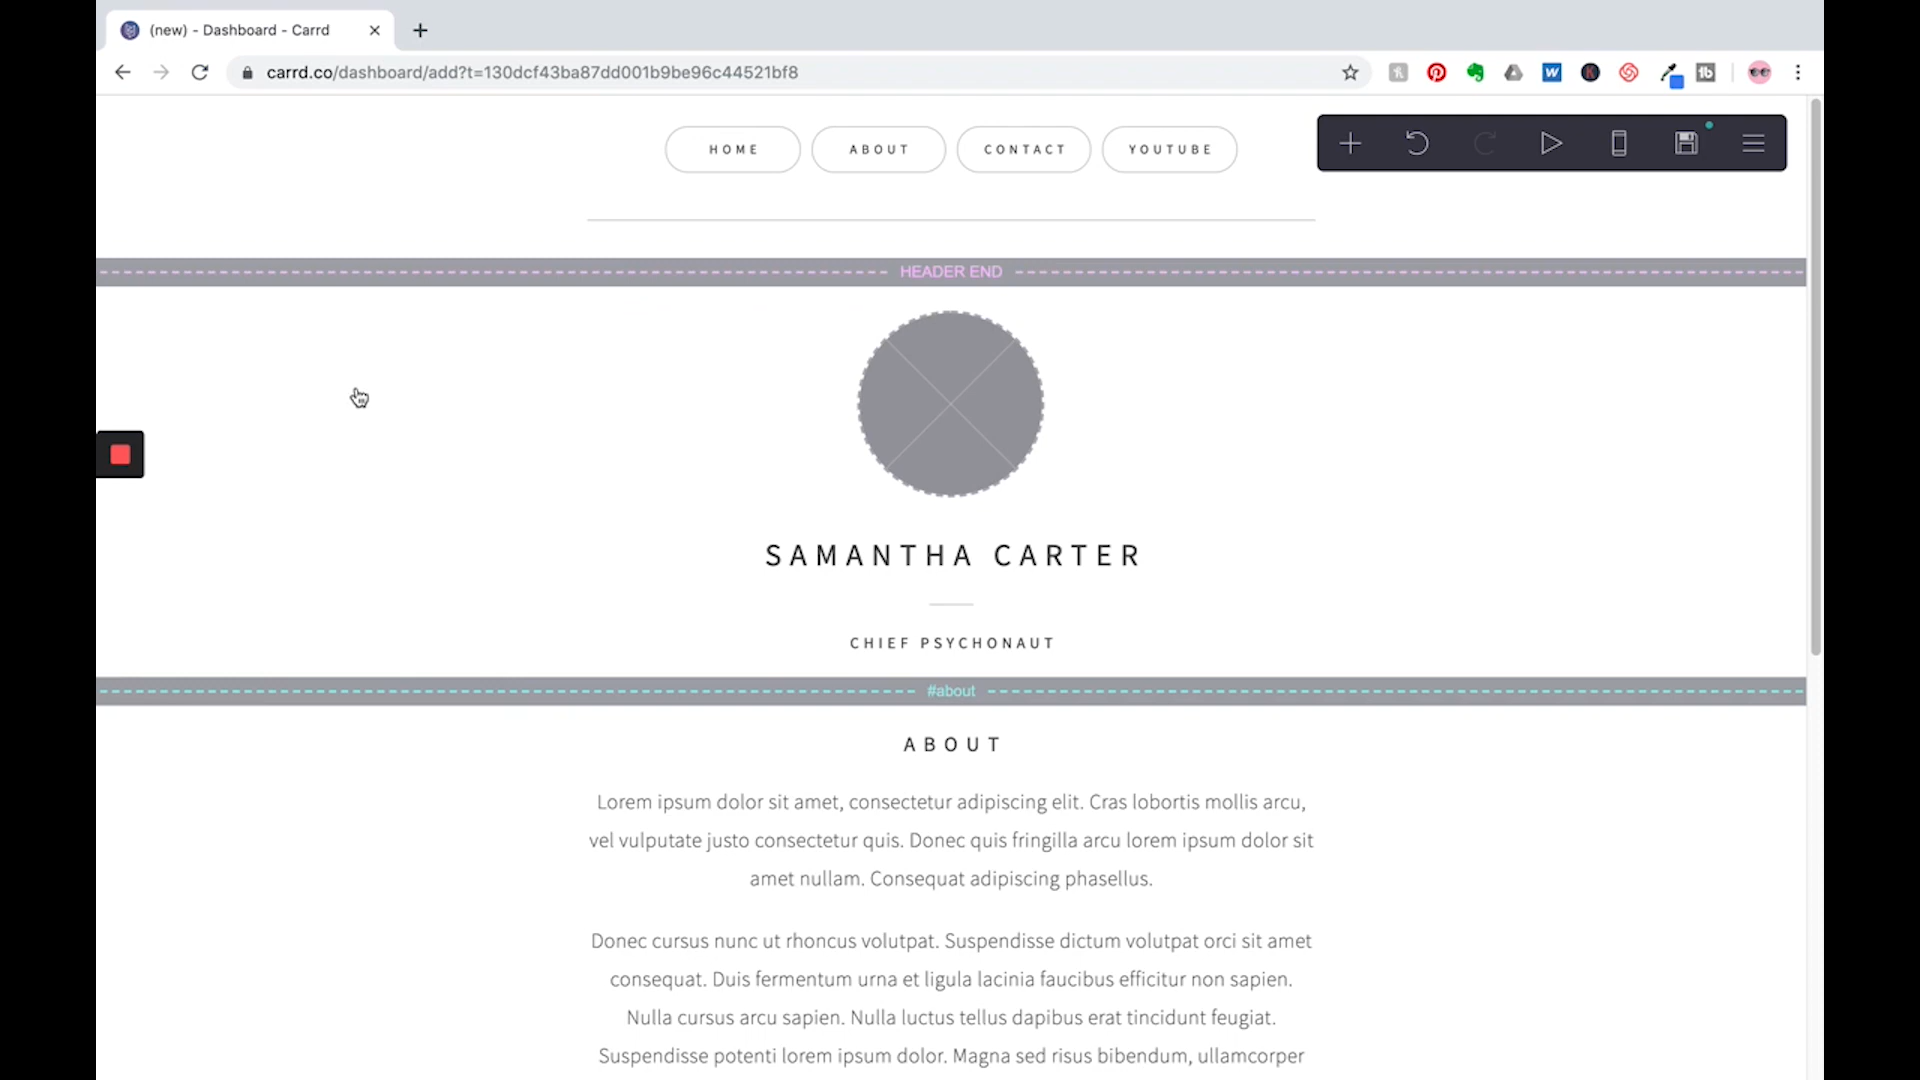 (new) - Dashboard - Carrd
carrd.co/dashboard/add?t=130dcf43ba87dd001b9be96c44521bf8
HOME ABOUT CONTACT YOUTUBE
HEADER END
SAMANTHA CARTER
CHIEF PSYCHONAUT
#about
ABOUT
Lorem ipsum dolor sit amet, consectetur adipiscing elit. Cras lobortis mollis arcu,
vel vulputate justo consectetur quis. Donec quis fringilla arcu lorem ipsum dolor sit
amet nullam. Consequat adipiscing phasellus.
Donec cursus nunc ut rhoncus volutpat. Suspendisse dictum volutpat orci sit amet
consequat. Duis fermentum urna et ligula lacinia faucibus efficitur non sapien.
Nulla cursus arcu sapien. Nulla luctus tellus dapibus erat tincidunt feugiat.
Suspendisse potenti lorem ipsum dolor. Magna sed risus bibendum, ullamcorper